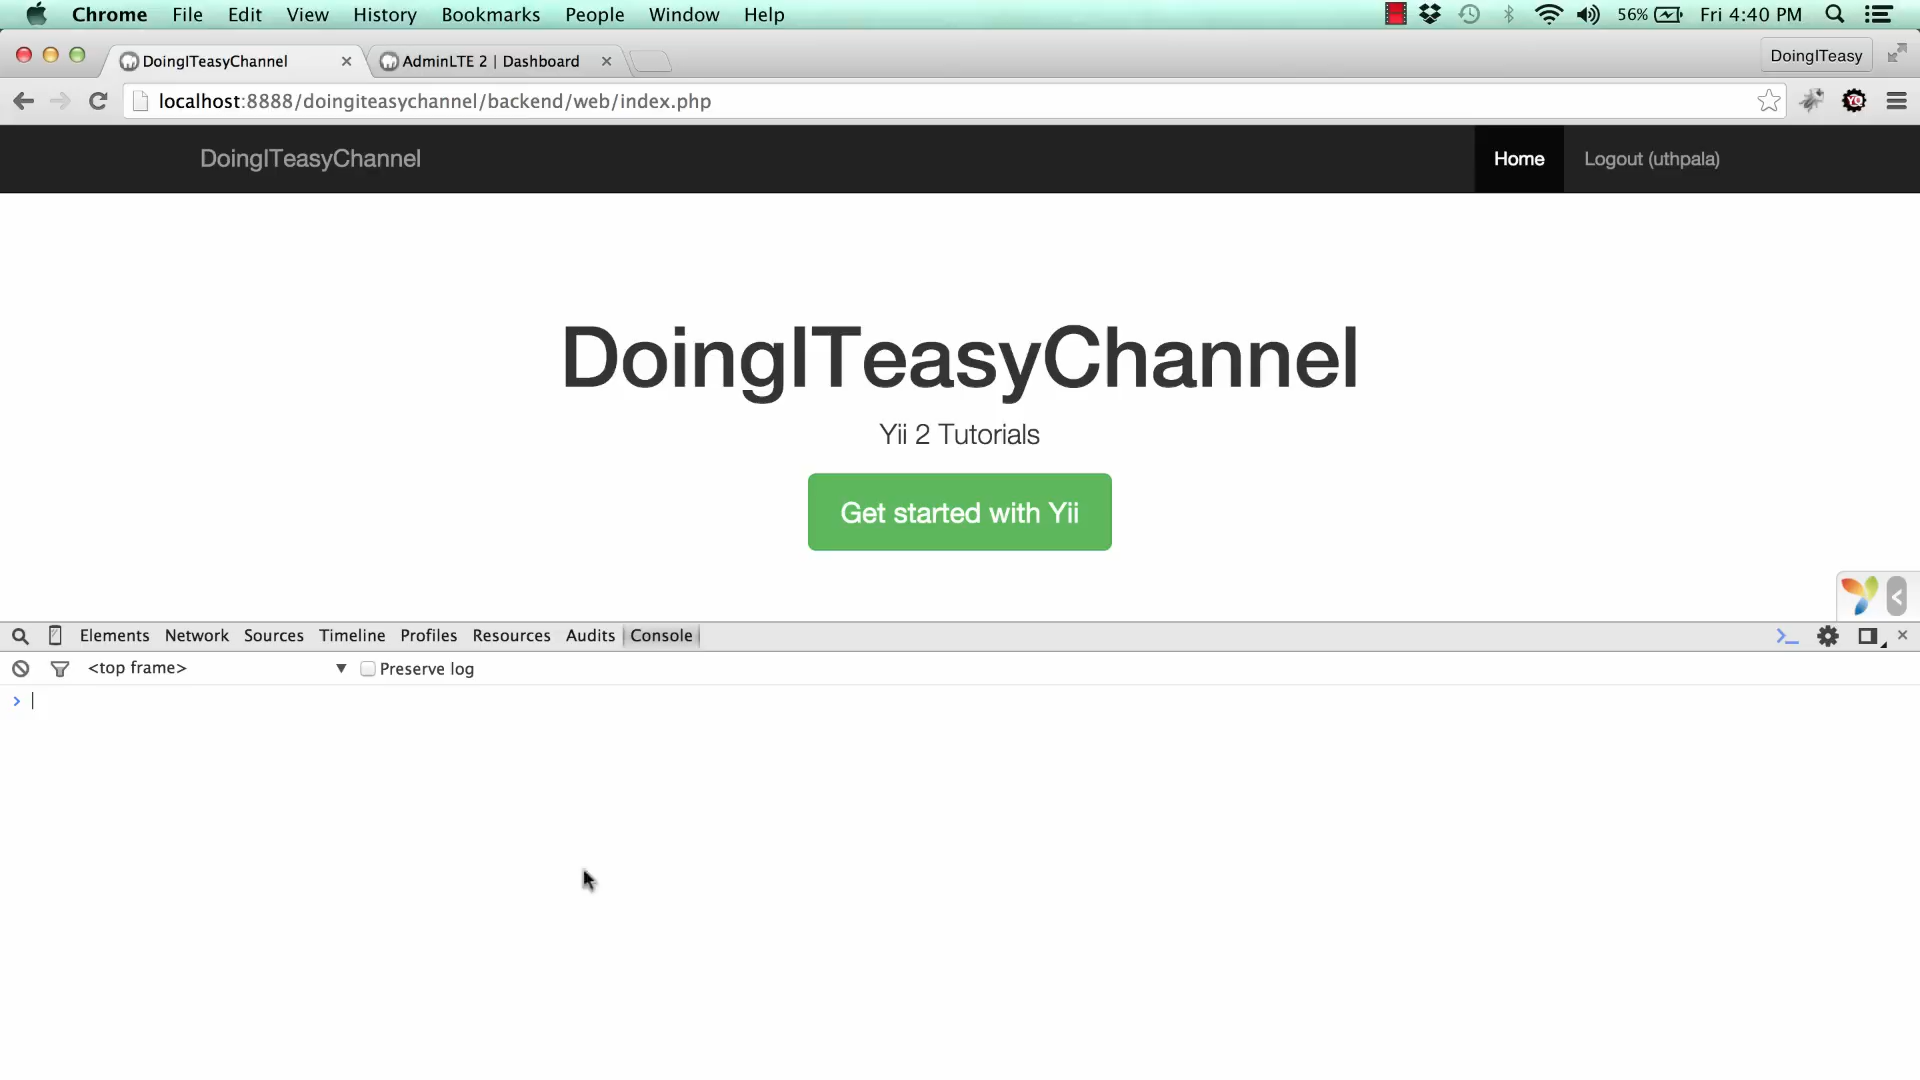 Chrome File Edit View History Bookmarks People Window Help 56% Fri 4:40 PM
DoingITeasyChannel AdminLTE 2 | Dashboard DoingITeasy
localhost:8888/doingiteasychannel/backend/web/index.php
DoingITeasyChannel Home Logout (uthpala)
DoingITeasyChannel
Yii 2 Tutorials
Get started with Yii
Elements Network Sources Timeline Profiles Resources Audits Console
<top frame> Preserve log